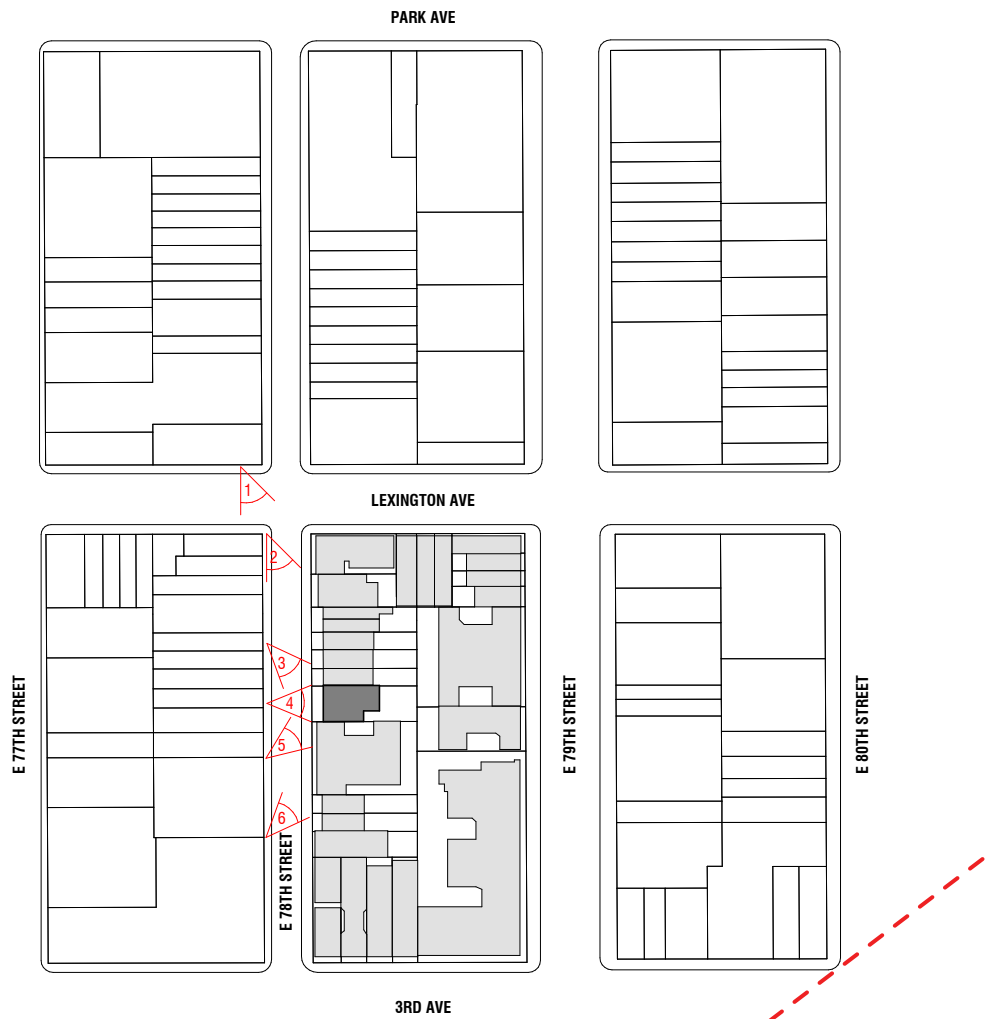 PARK AVE
1
LEXINGTON AVE
2
3
4
5
6
E 77TH STREET
E 78TH STREET
E 79TH STREET
E 80TH STREET
3RD AVE